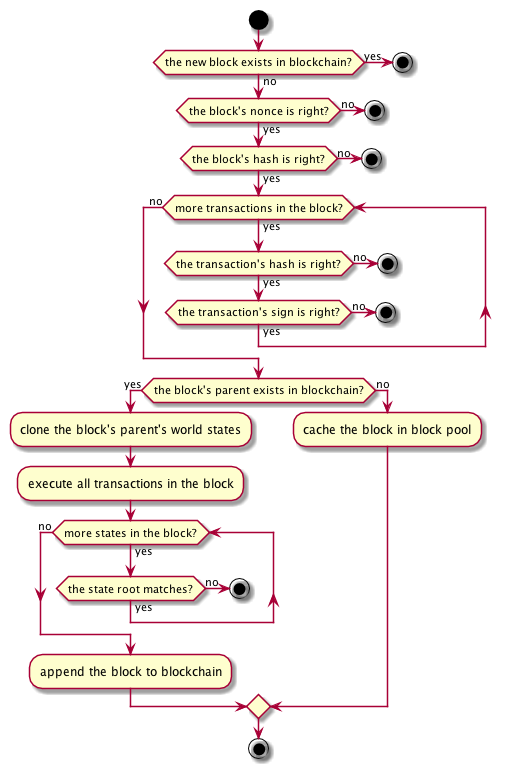 the new block exists in blockchain?
yes
no
the block's nonce is right?
no
yes
the block's hash is right?
no
yes
no
more transactions in the block?
yes
the transaction's hash is right?
no
yes
the transaction's sign is right?
no
yes
yes
the block's parent exists in blockchain?
no
clone the block's parent's world states
cache the block in block pool
execute all transactions in the block
no
more states in the block?
yes
the state root matches?
no
yes
append the block to blockchain